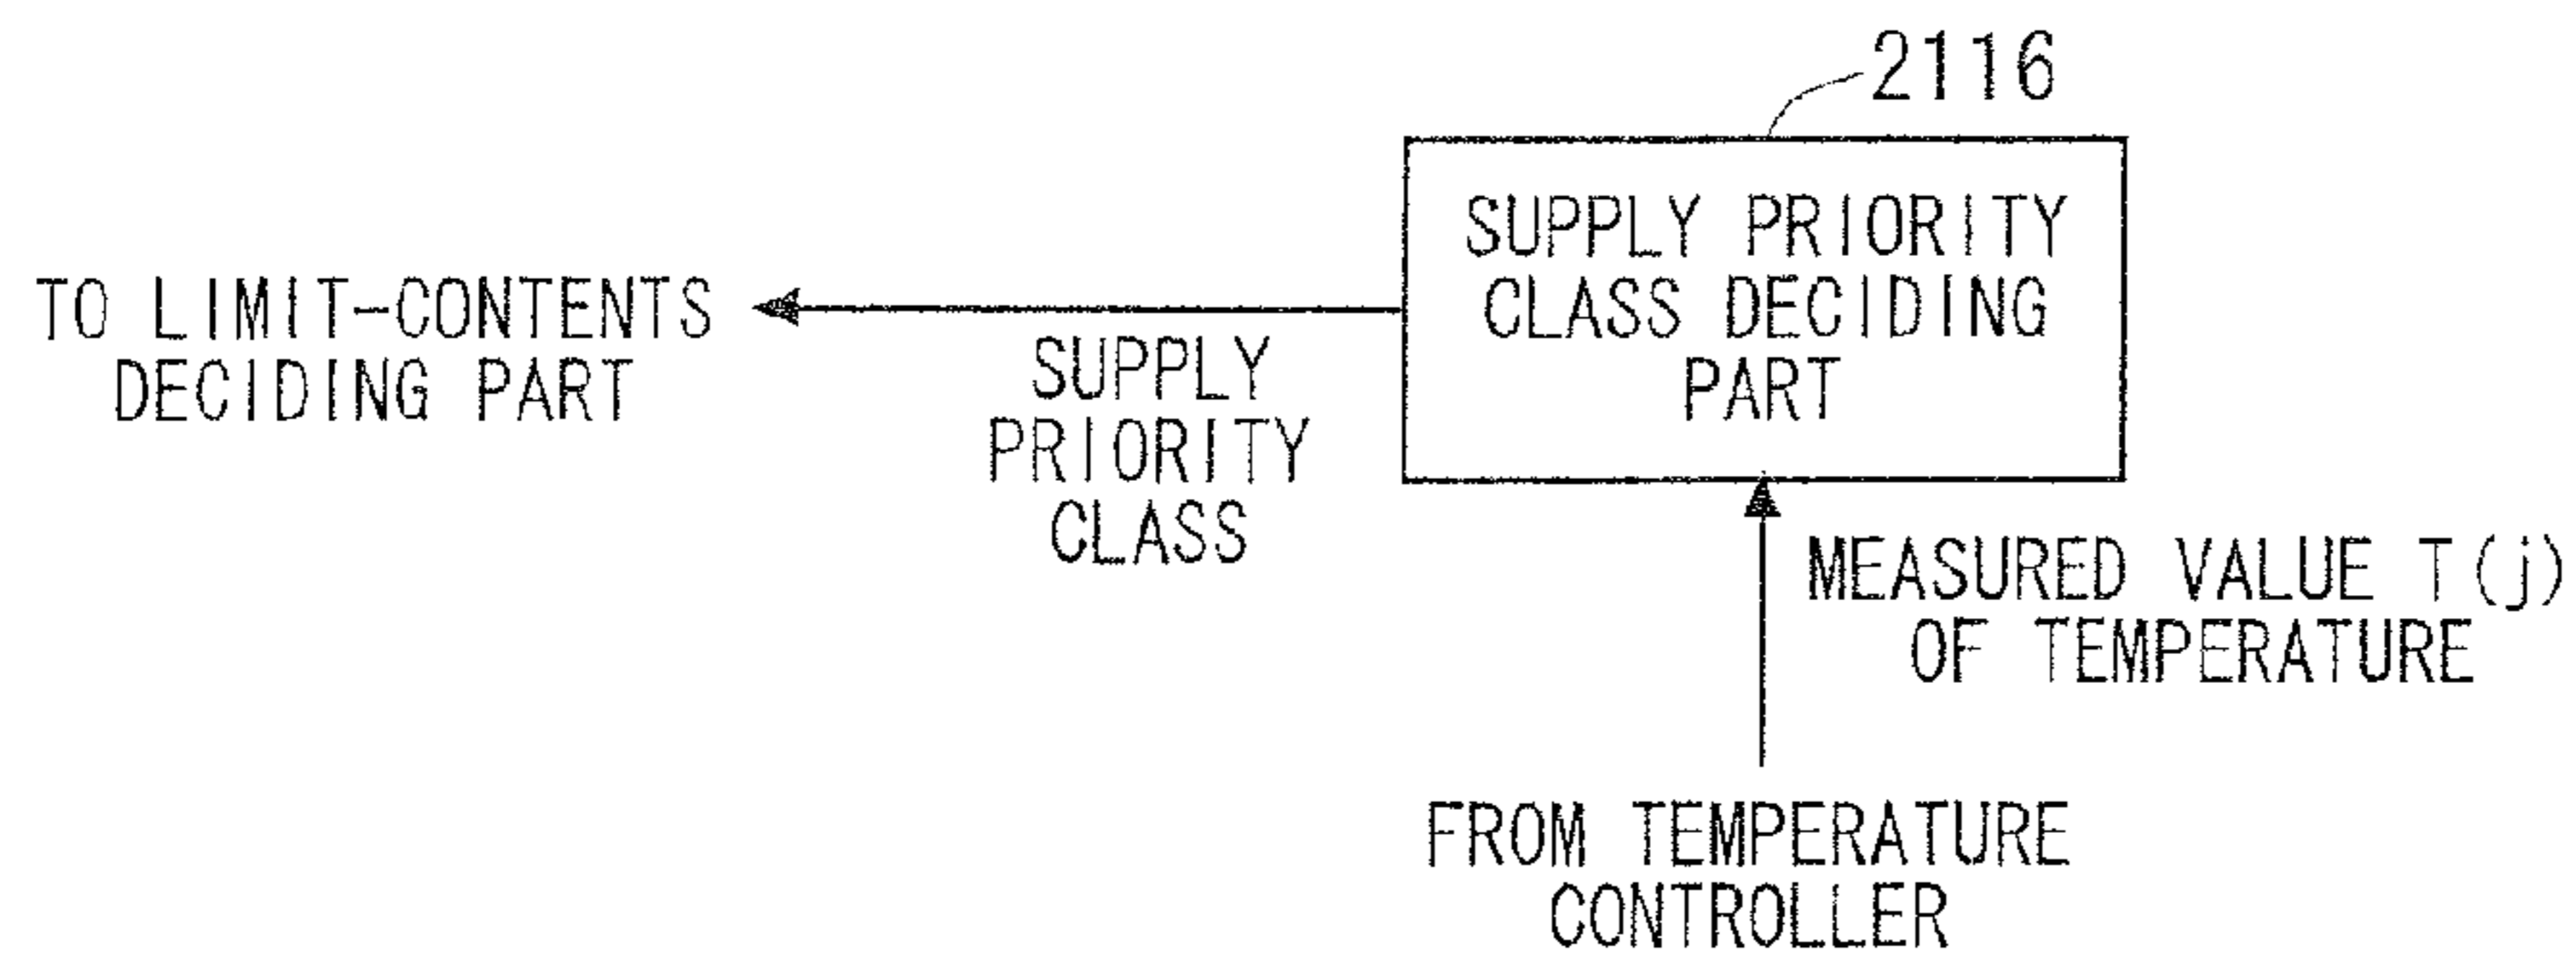 2116
SUPPLY PRIORITY
CLASS DECIDING
PART
TO LIMIT-CONTENTS
DECIDING PART
SUPPLY
PRIORITY
CLASS
MEASURED VALUE T(j)
OF TEMPERATURE
FROM TEMPERATURE
CONTROLLER